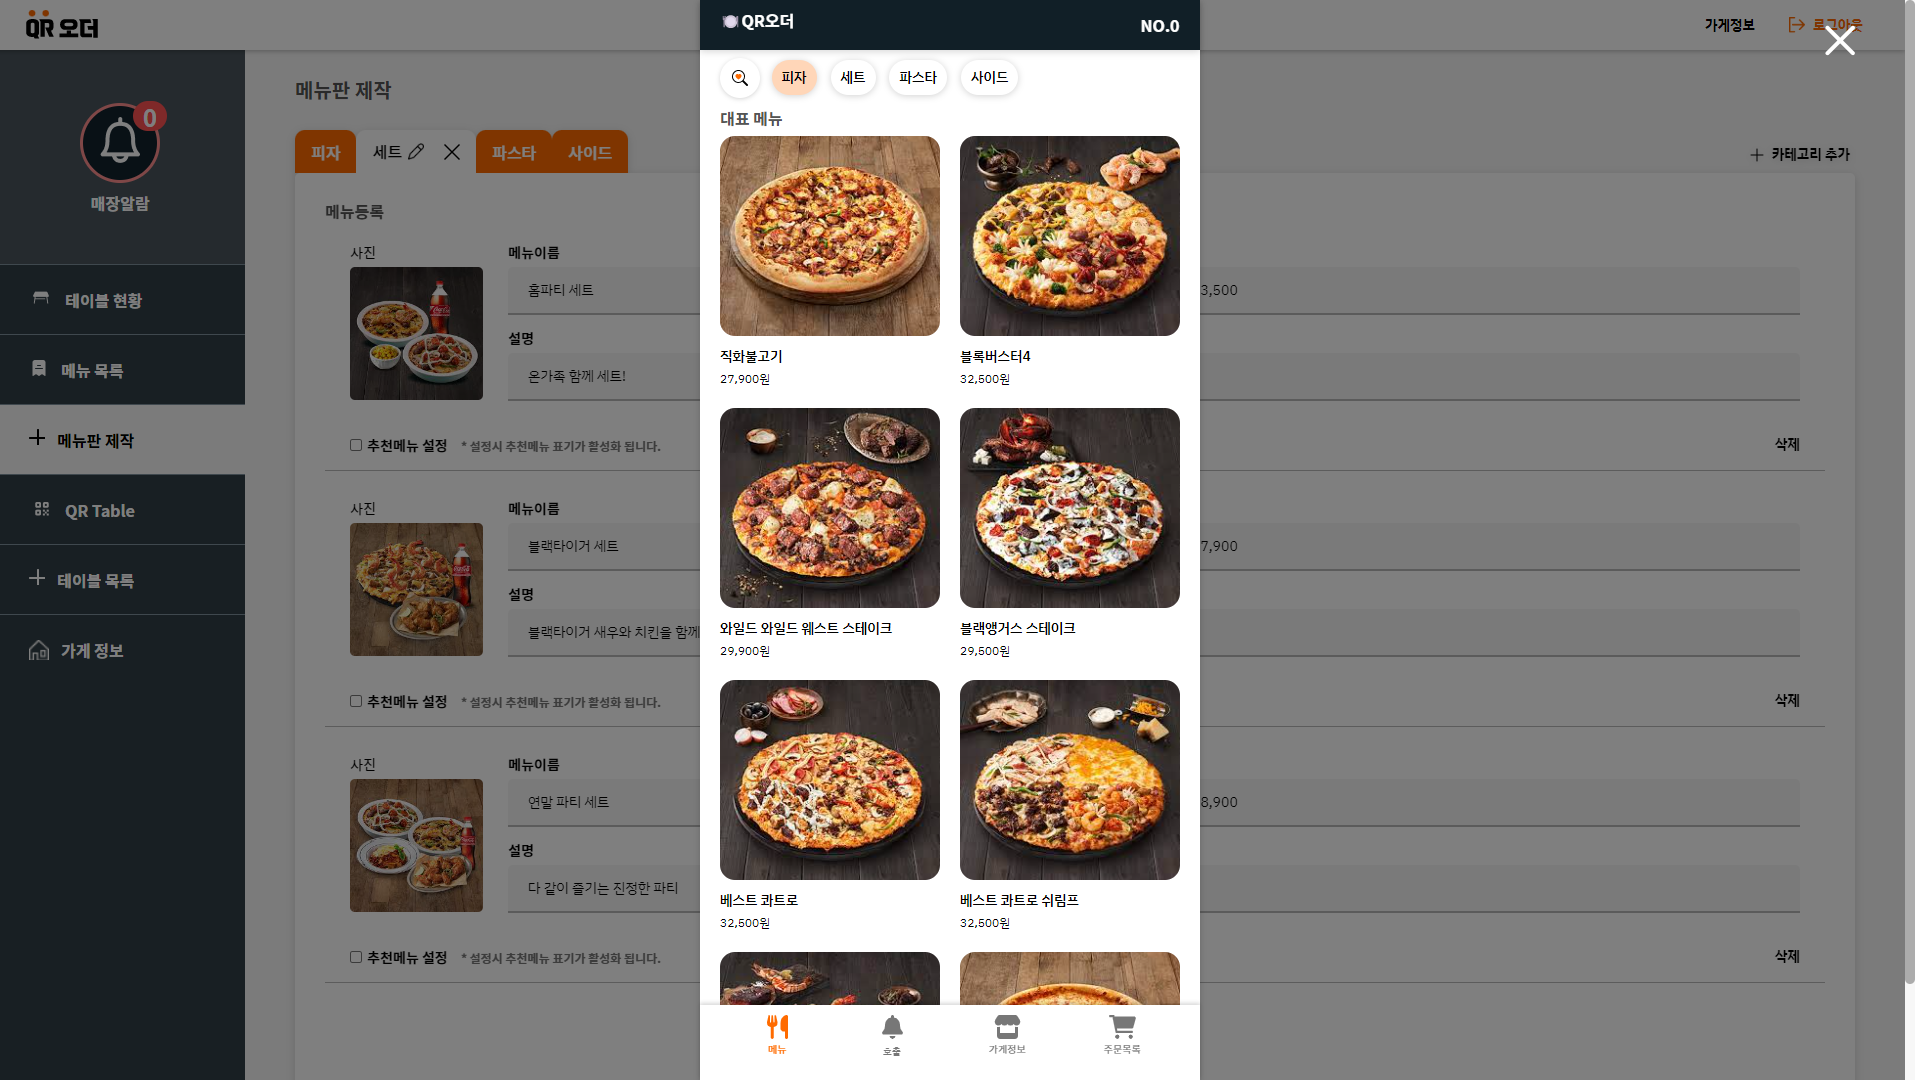 QR 오더
가게정보
로그아웃
0
매장알람
테이블 현황
메뉴 목록
메뉴판 제작
QR Table
테이블 목록
가게 정보
메뉴판 제작
피자
세트
파스타
사이드
카테고리 추가
메뉴등록
사진
메뉴이름
홈파티 세트
3,500
설명
온가족 함께 세트!
추천메뉴 설정
* 설정시 추천메뉴 표기가 활성화 됩니다.
삭제
사진
메뉴이름
블랙타이거 세트
7,900
설명
블랙타이거 새우와 치킨을 함께
추천메뉴 설정
* 설정시 추천메뉴 표기가 활성화 됩니다.
삭제
사진
메뉴이름
연말 파티 세트
8,900
설명
다 같이 즐기는 진정한 파티
추천메뉴 설정
* 설정시 추천메뉴 표기가 활성화 됩니다.
삭제
QR오더
NO.0
피자
세트
파스타
사이드
대표 메뉴
직화불고기
27,900원
블록버스터4
32,500원
와일드 와일드 웨스트 스테이크
29,900원
블랙앵거스 스테이크
29,500원
베스트 콰트로
32,500원
베스트 콰트로 쉬림프
32,500원
메뉴
호출
가게정보
주문목록